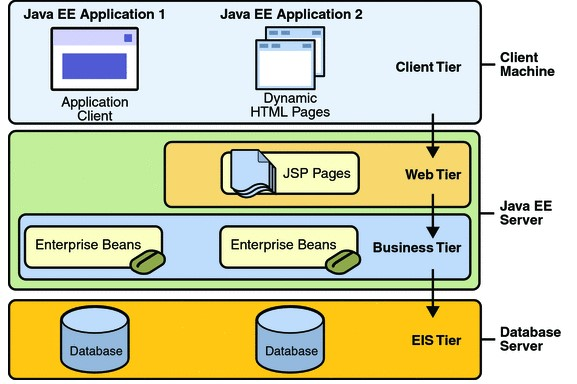 Java EE Application 1
Java EE Application 2
Client Tier
Client
Machine
Application
Client
Dynamic
HTML Pages
JSP Pages
Web Tier
Java EE
Server
Enterprise Beans
Enterprise Beans
Business Tier
Database
Database
EIS Tier
Database
Server